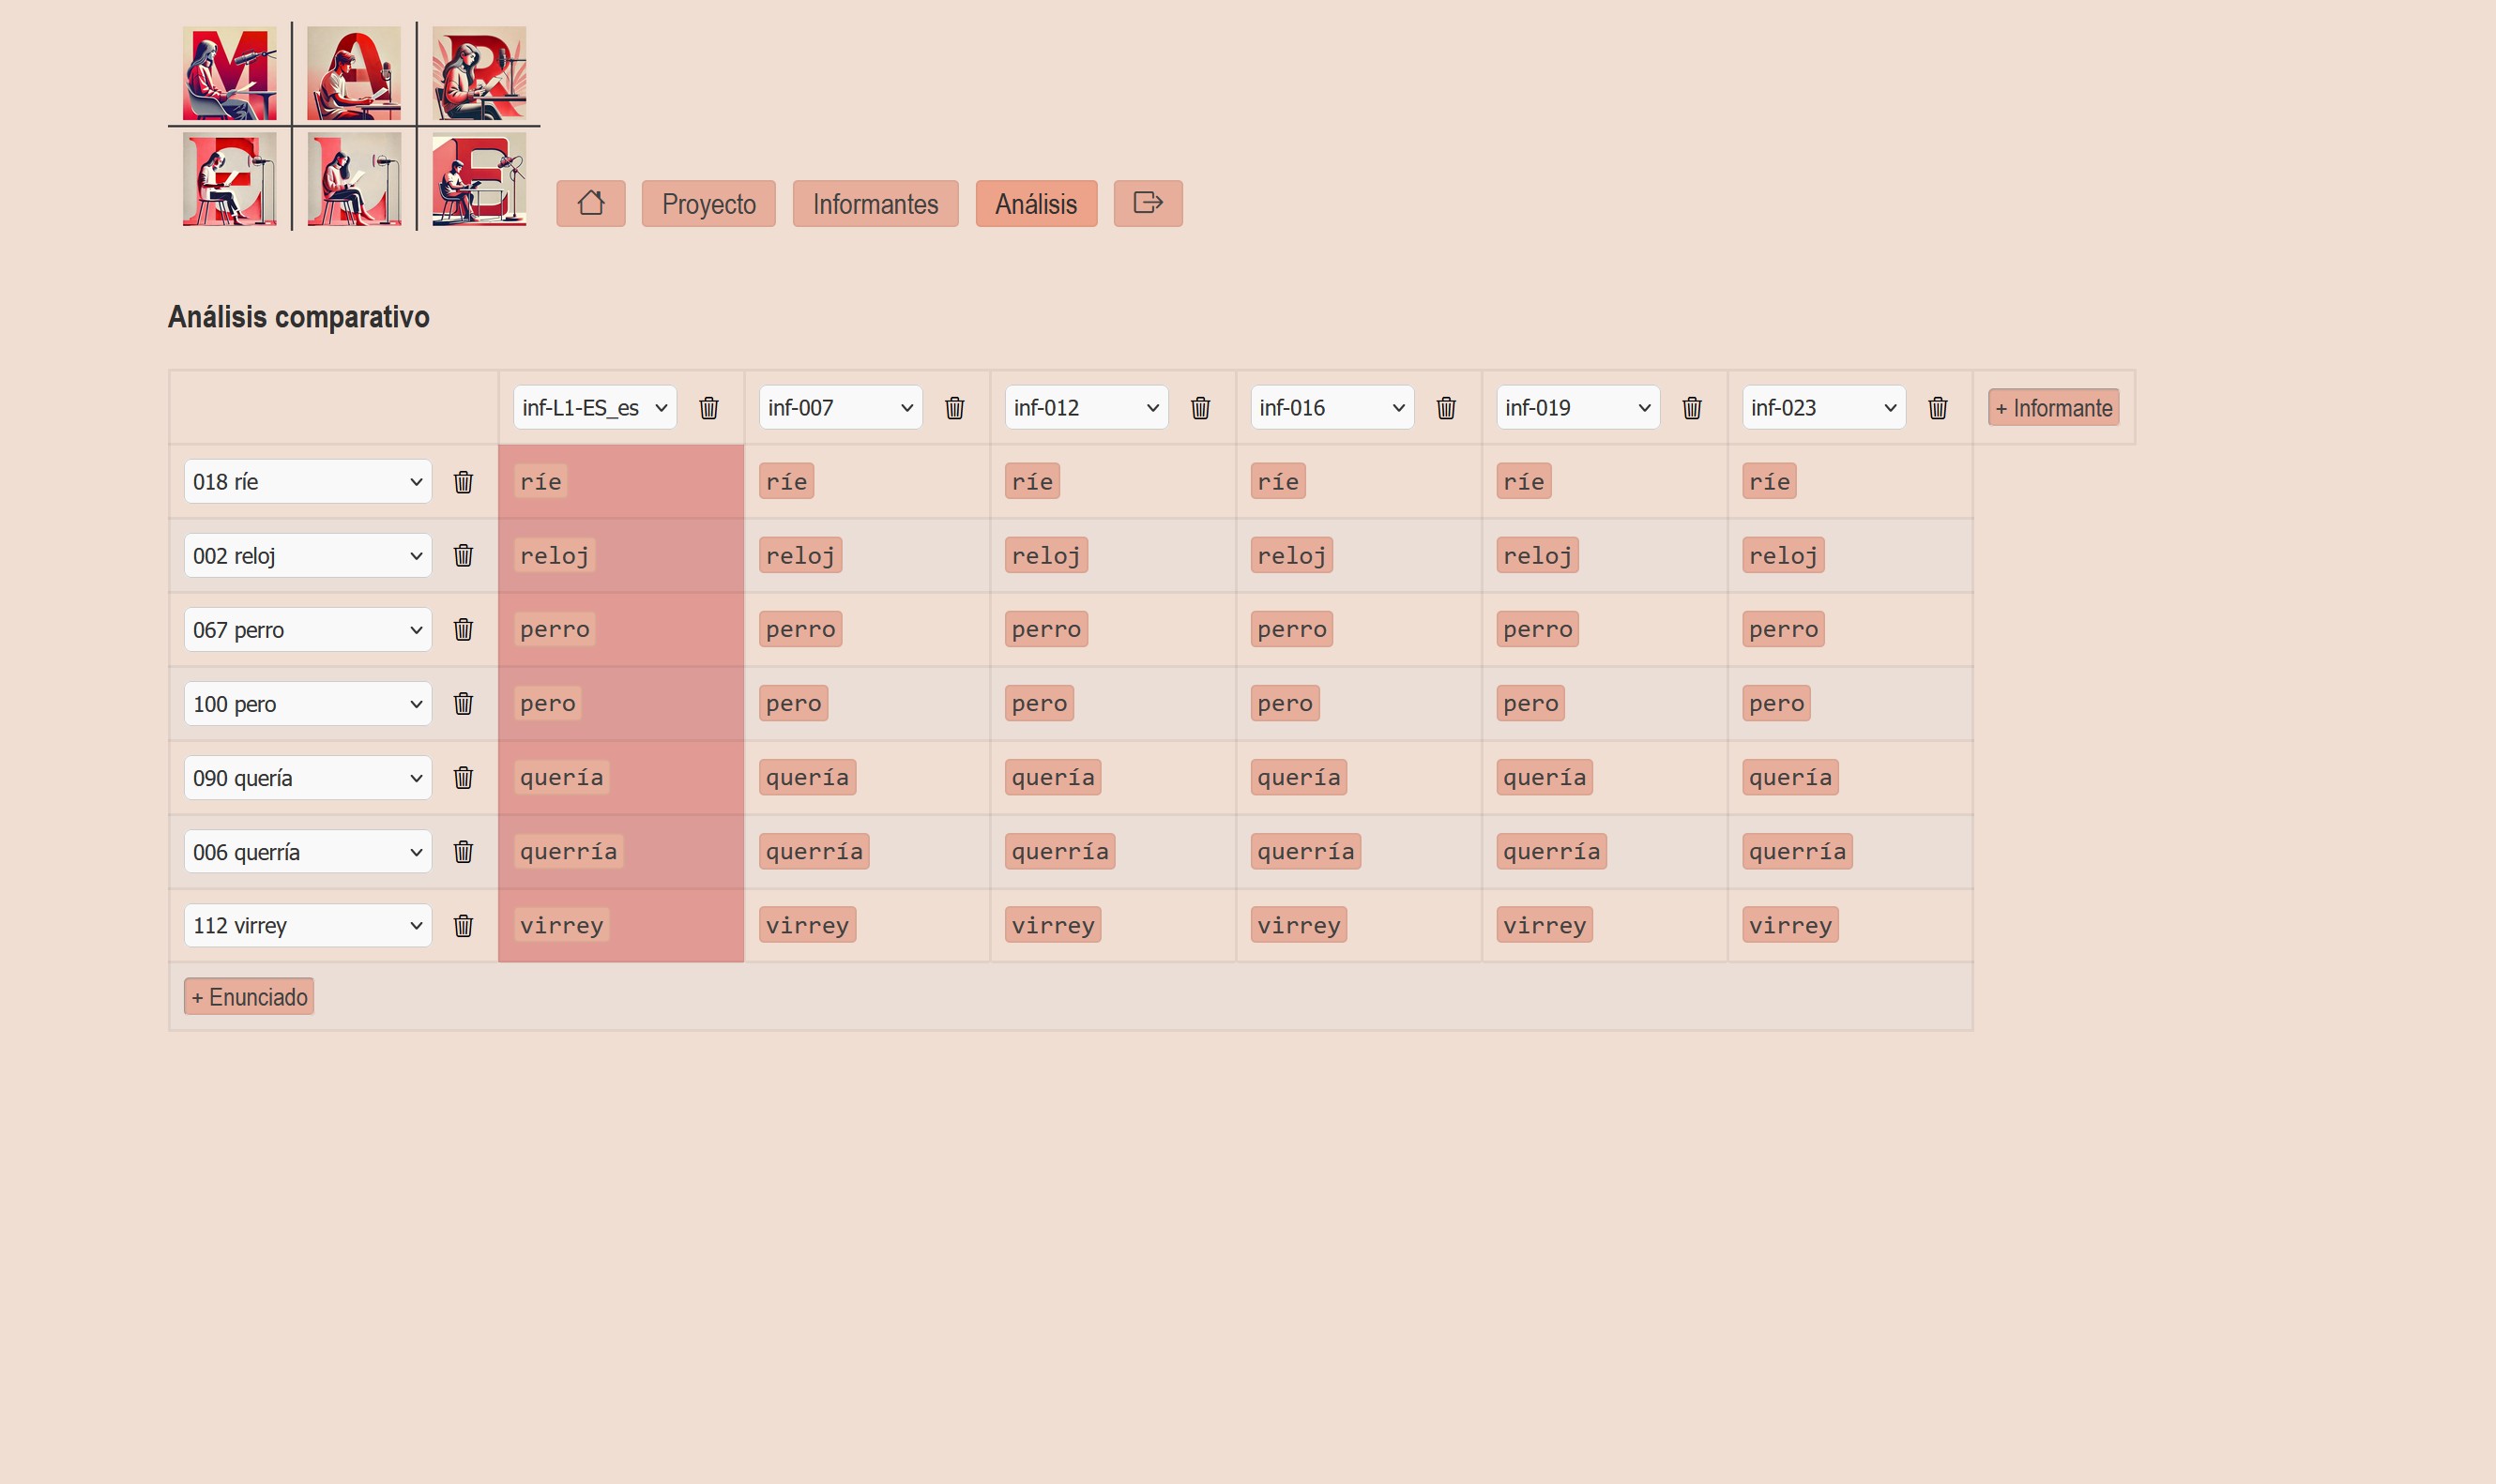 M A R
E L E
Proyecto Informantes Análisis
Análisis comparativo
inf-L1-ES_es inf-007 inf-012 inf-016 inf-019 inf-023 + Informante
018 ríe ríe ríe ríe ríe ríe ríe
002 reloj reloj reloj reloj reloj reloj reloj
067 perro perro perro perro perro perro perro
100 pero pero pero pero pero pero pero
090 quería quería quería quería quería quería quería
006 querría querría querría querría querría querría querría
112 virrey virrey virrey virrey virrey virrey virrey
+ Enunciado